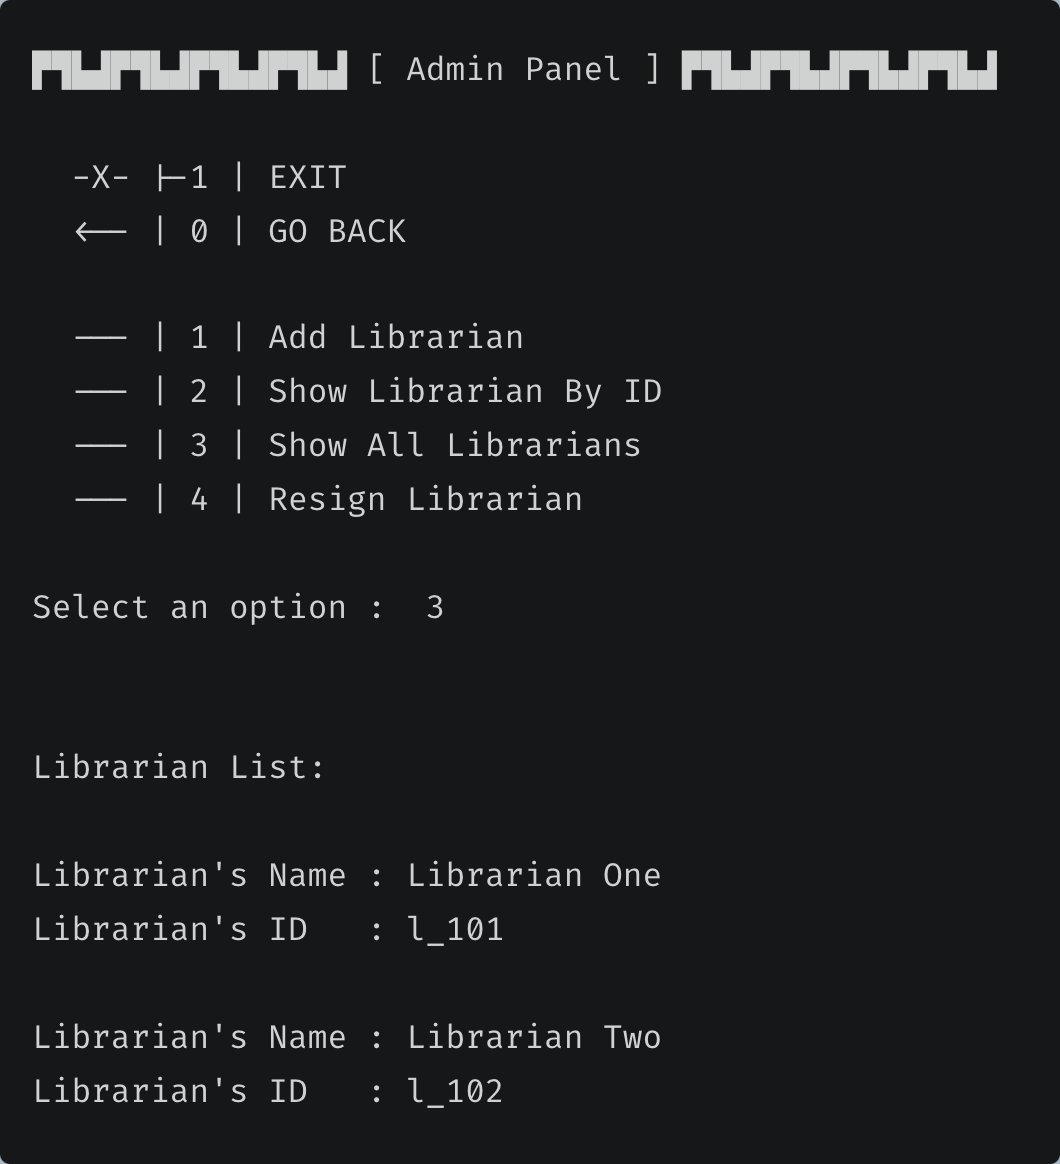 [ Admin Panel ]
-X- |-1 | EXIT
<-- | 0 | GO BACK
--- | 1 | Add Librarian
--- | 2 | Show Librarian By ID
--- | 3 | Show All Librarians
--- | 4 | Resign Librarian
Select an option :  3
Librarian List:
Librarian's Name : Librarian One
Librarian's ID   : l_101
Librarian's Name : Librarian Two
Librarian's ID   : l_102